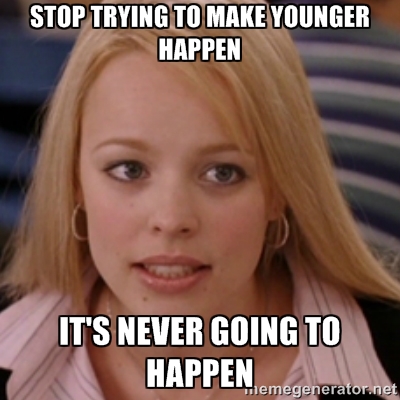 STOP TRYING TO MAKE YOUNGER
HAPPEN
IT'S NEVER GOING TO
HAPPEN
memegenerator.net